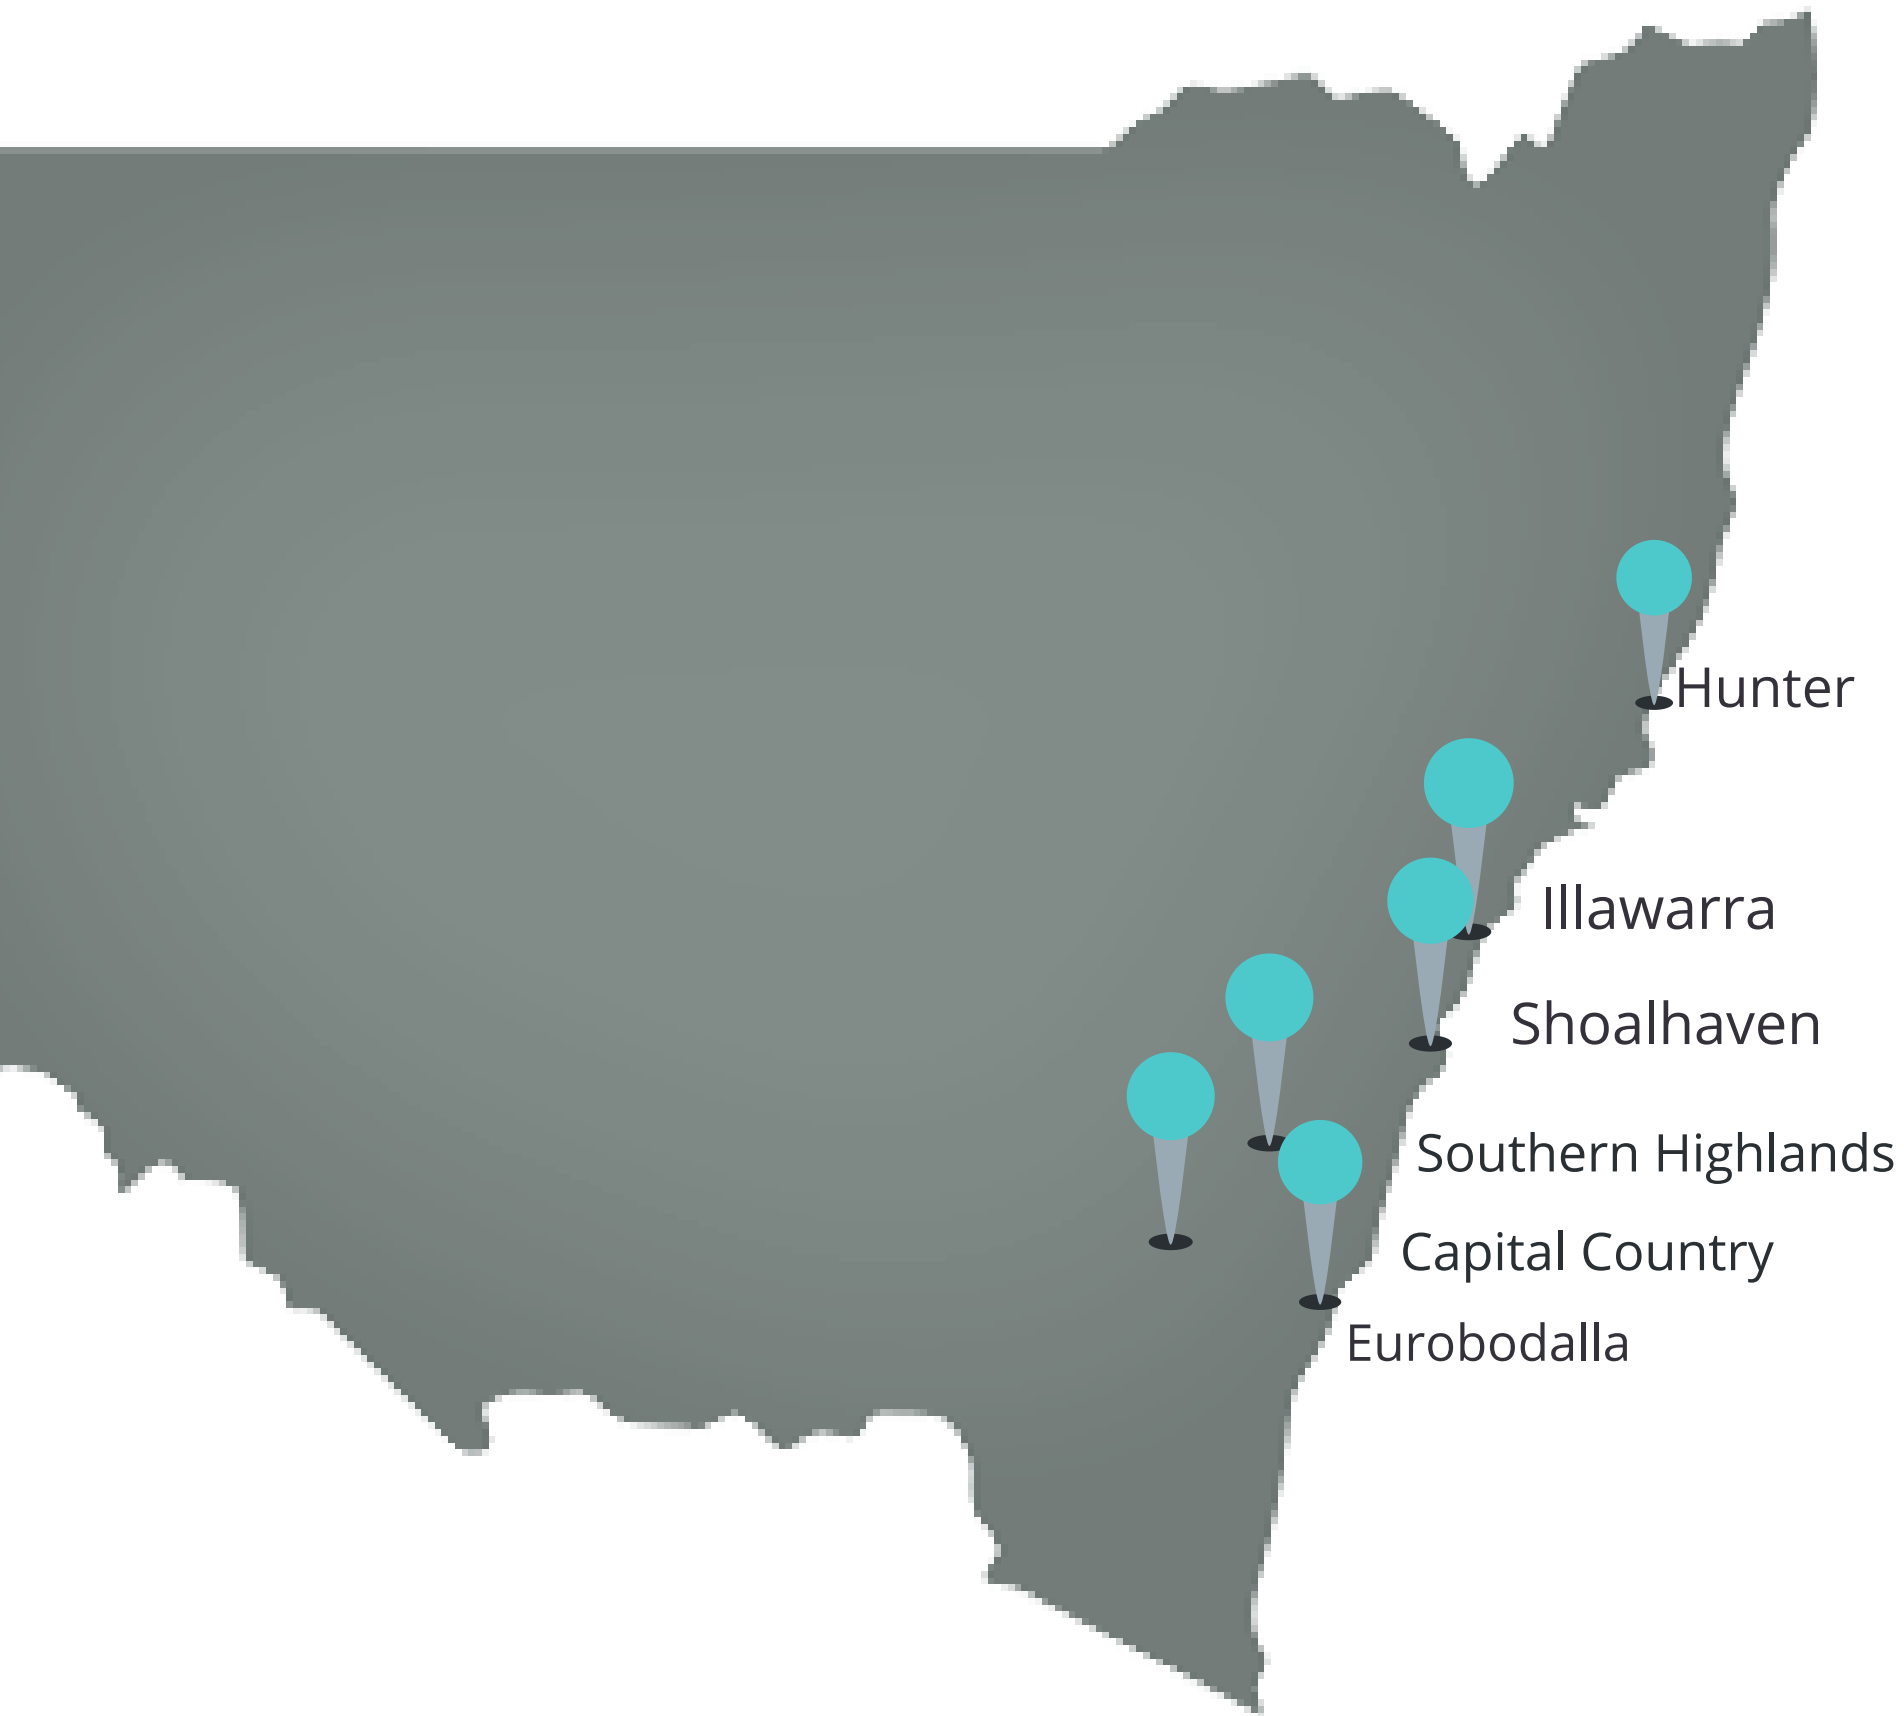 Hunter
Illawarra
Shoalhaven
Southern Highlands
Capital Country
Eurobodalla